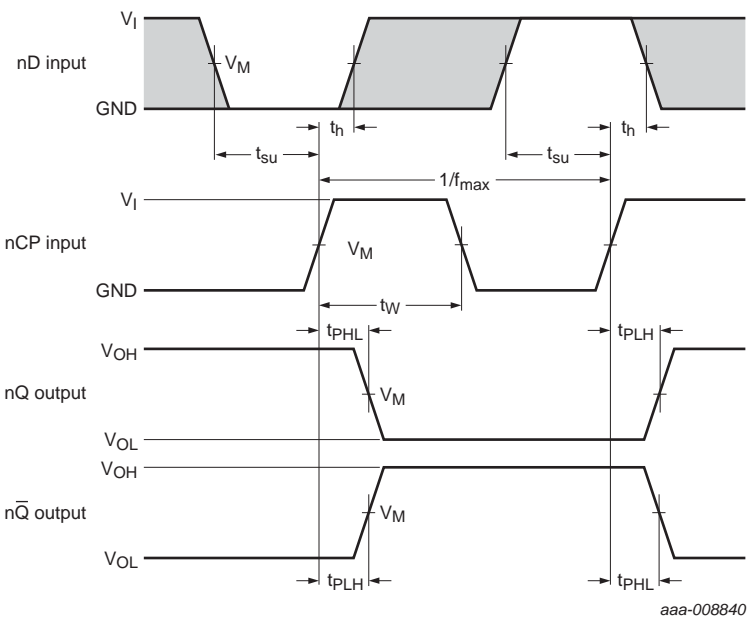 V_I
nD input
V_M
GND
t_h
t_h
t_su
t_su
1/f_max
V_I
nCP input
V_M
GND
t_W
t_PHL
t_PLH
V_OH
nQ output
V_M
V_OL
V_OH
nQ̅ output
V_M
V_OL
t_PLH
t_PHL
aaa-008840